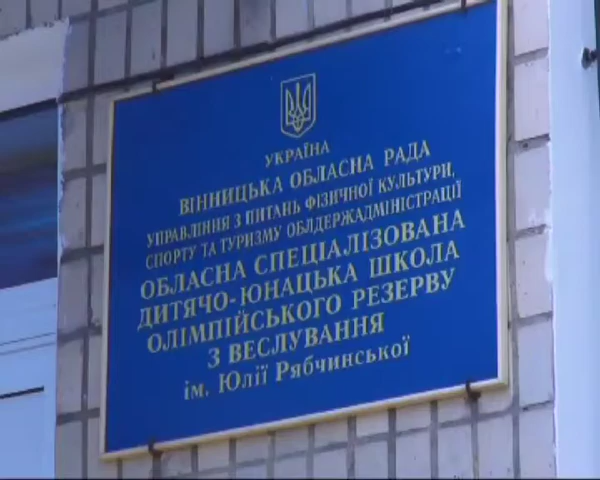 УКРАЇНА
ВІННИЦЬКА ОБЛАСНА РАДА
УПРАВЛІННЯ З ПИТАНЬ ФІЗИЧНОЇ КУЛЬТУРИ,
СПОРТУ ТА ТУРИЗМУ ОБЛДЕРЖАДМІНІСТРАЦІЇ
ОБЛАСНА СПЕЦІАЛІЗОВАНА
ДИТЯЧО-ЮНАЦЬКА ШКОЛА
ОЛІМПІЙСЬКОГО РЕЗЕРВУ
З ВЕСЛУВАННЯ
ім. Юлії Рябчинської